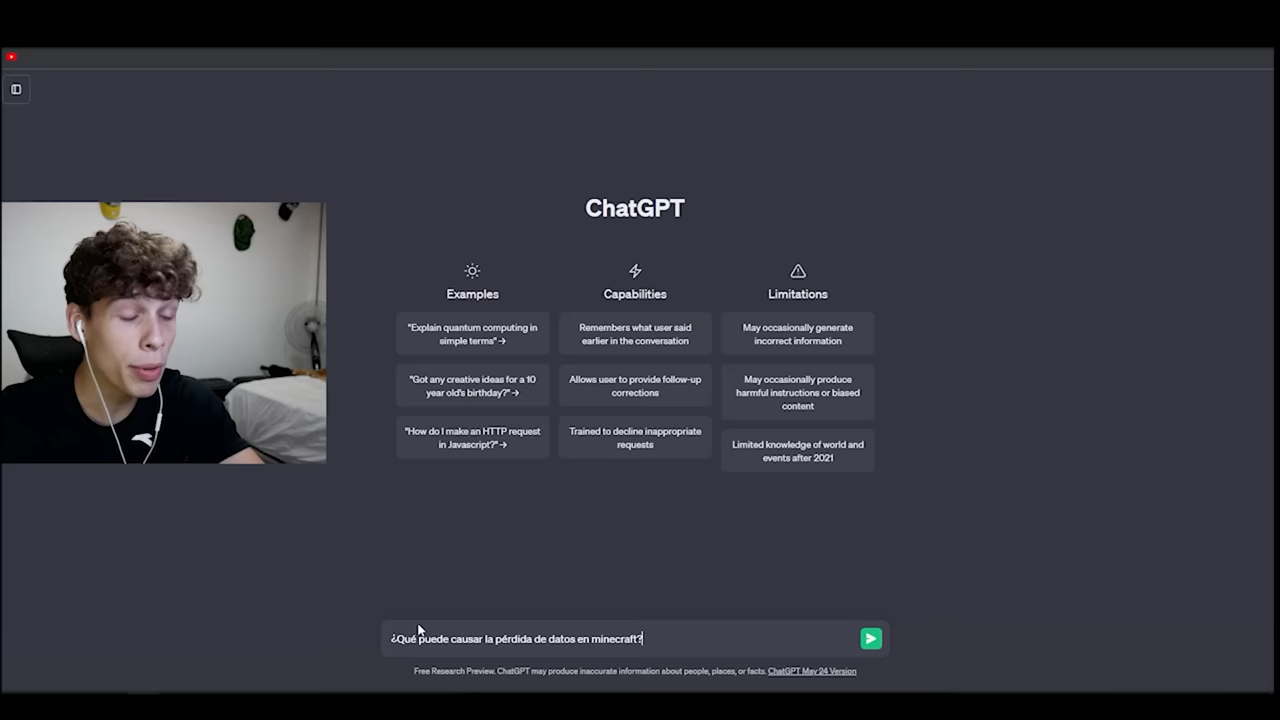 ChatGPT
Examples
"Explain quantum computing in
simple terms" →
"Got any creative ideas for a 10
year old's birthday?" →
"How do I make an HTTP request
in Javascript?" →
Capabilities
Remembers what user said
earlier in the conversation
Allows user to provide follow-up
corrections
Trained to decline inappropriate
requests
Limitations
May occasionally generate
incorrect information
May occasionally produce
harmful instructions or biased
content
Limited knowledge of world and
events after 2021
¿Qué puede causar la pérdida de datos en minecraft?
Free Research Preview. ChatGPT may produce inaccurate information about people, places, or facts. ChatGPT May 24 Version